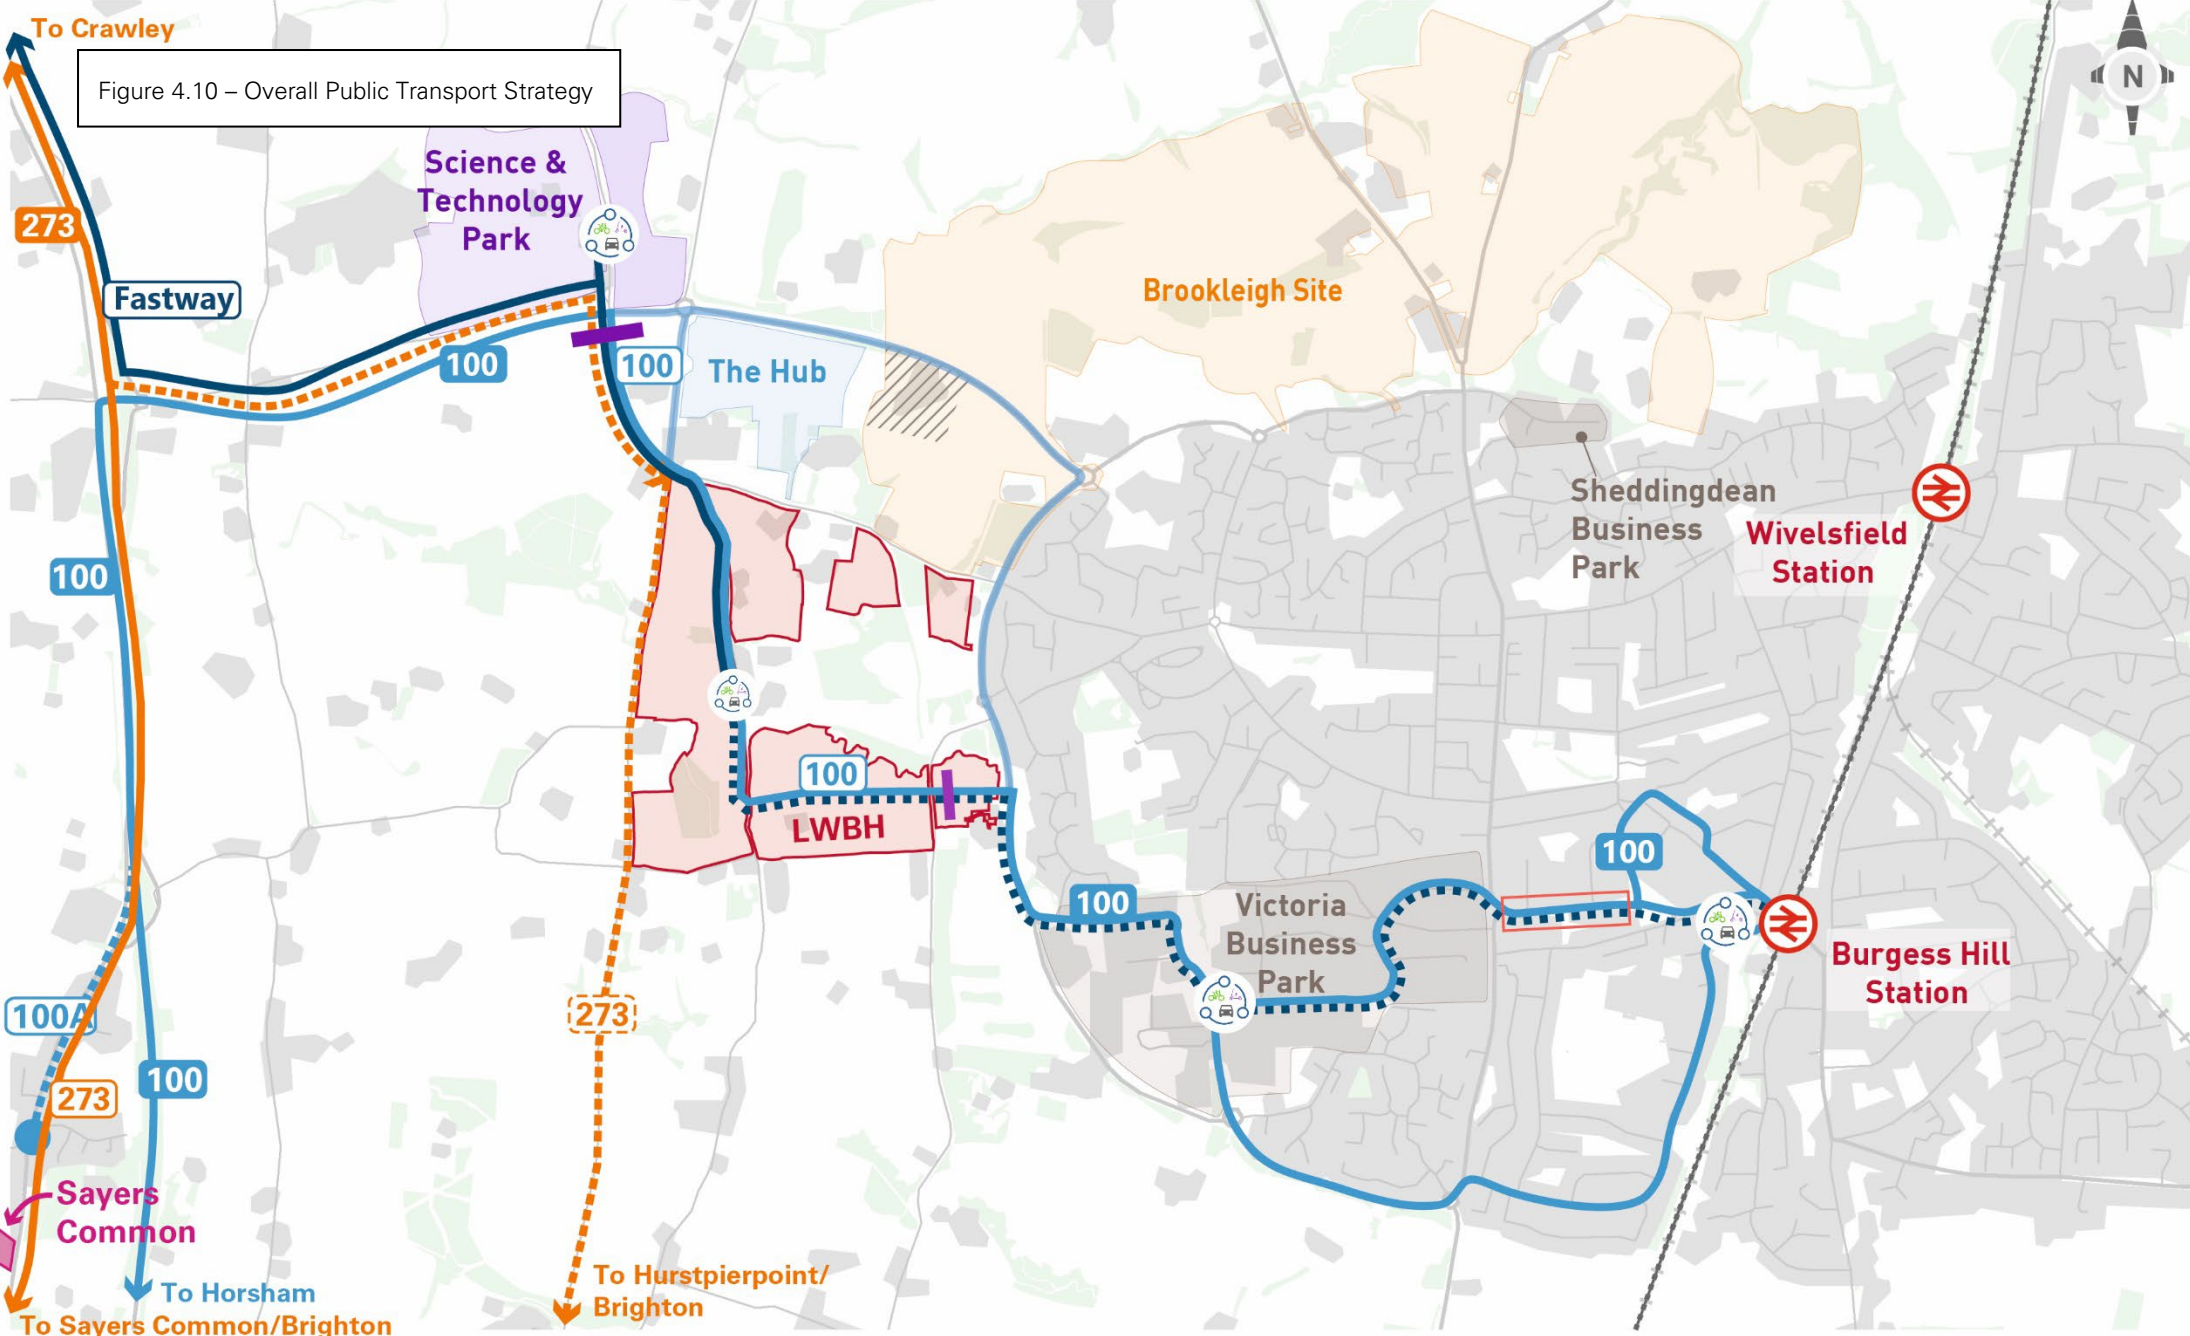 To Crawley
Figure 4.10 – Overall Public Transport Strategy
N
Science &
Technology
Park
273
Fastway
Brookleigh Site
100
100
The Hub
Sheddingdean
Business
Park
Wivelsfield
Station
100
100
LWBH
100
100
Victoria
Business
Park
Burgess Hill
Station
100A
273
100
273
Sayers
Common
To Horsham
To Hurstpierpoint/
Brighton
To Sayers Common/Brighton